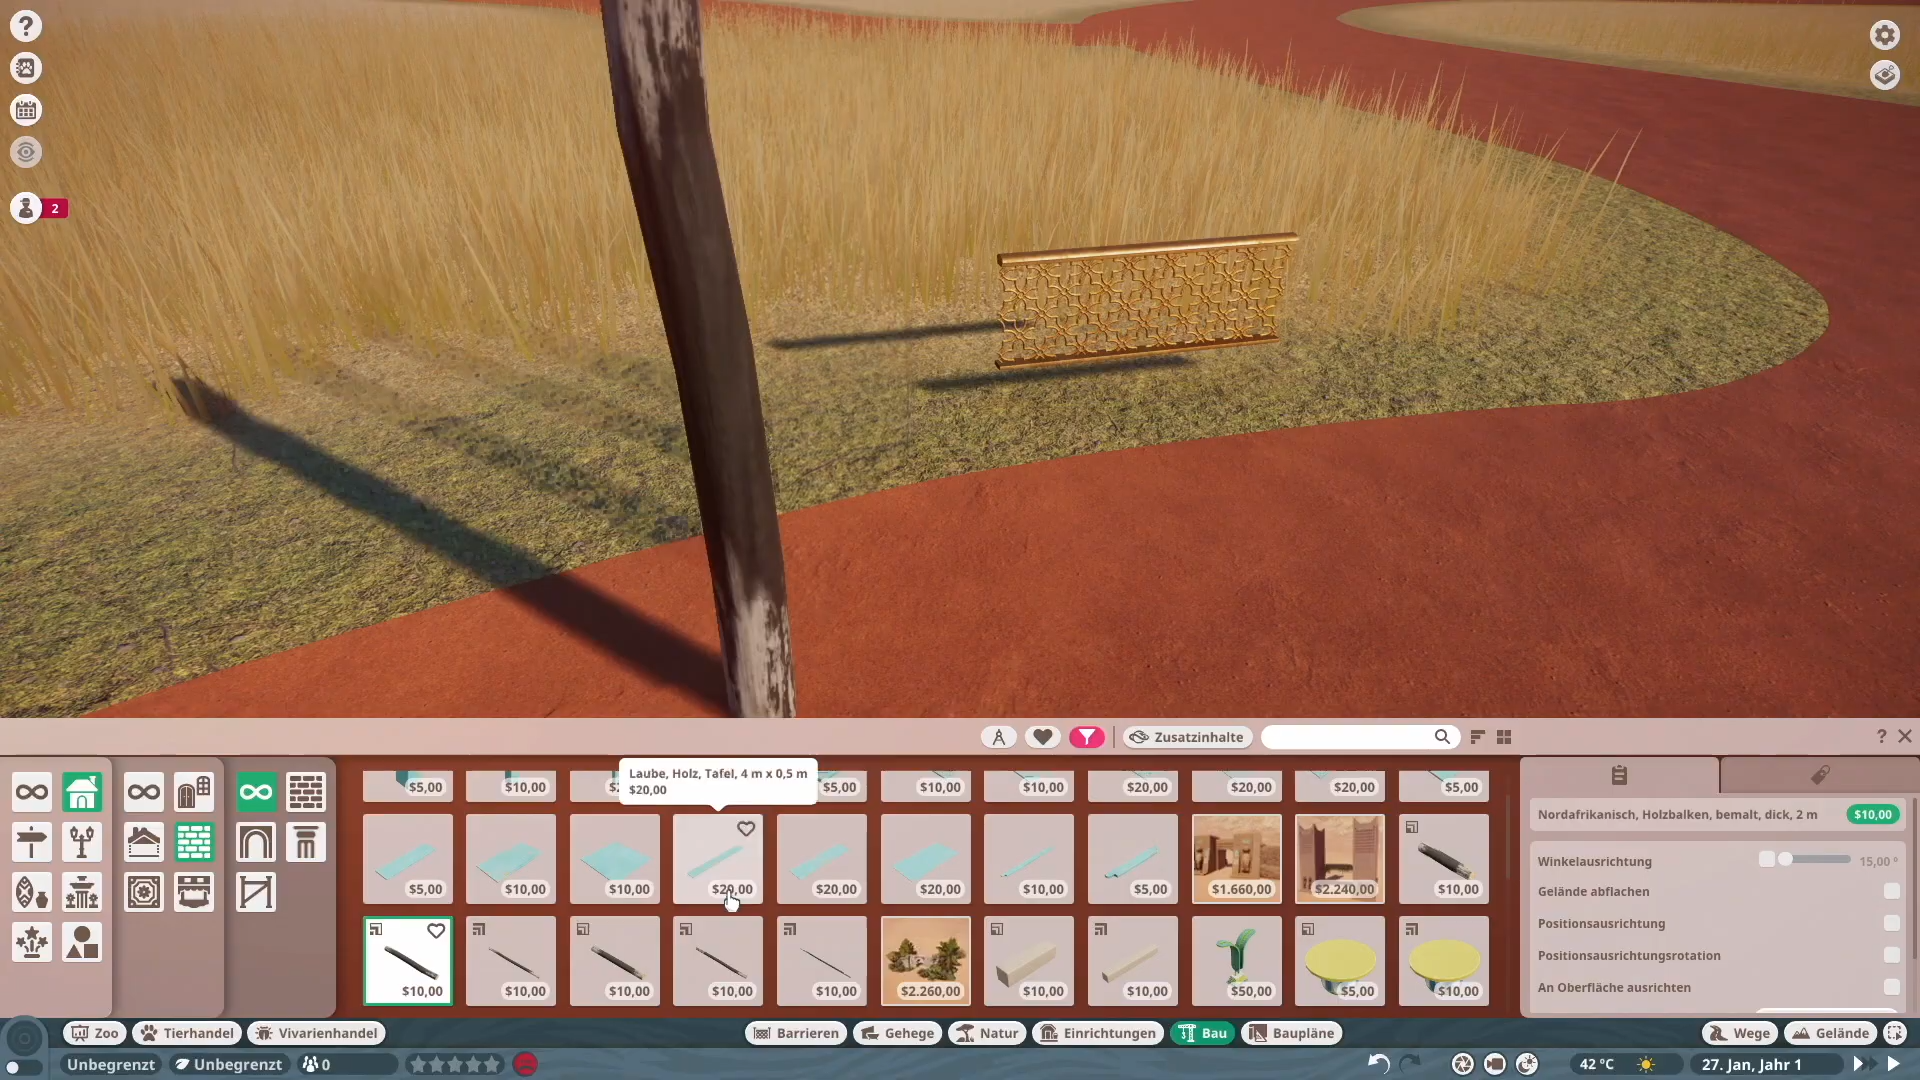 2
Zusatzinhalte
Laube, Holz, Tafel, 4 m x 0,5 m
$20,00
$5,00
$10,00
$5,00
$10,00
$10,00
$20,00
$20,00
$20,00
$5,00
$5,00
$10,00
$10,00
$20,00
$20,00
$20,00
$10,00
$5,00
$1.660,00
$2.240,00
$10,00
$10,00
$10,00
$10,00
$10,00
$10,00
$2.260,00
$10,00
$10,00
$50,00
$5,00
$10,00
Nordafrikanisch, Holzbalken, bemalt, dick, 2 m
$10,00
Winkelausrichtung
15,00 °
Gelände abflachen
Positionsausrichtung
Positionsausrichtungsrotation
An Oberfläche ausrichten
Zoo
Tierhandel
Vivarienhandel
Barrieren
Gehege
Natur
Einrichtungen
Bau
Baupläne
Wege
Gelände
Unbegrenzt
Unbegrenzt
0
42 °C
27. Jan, Jahr 1